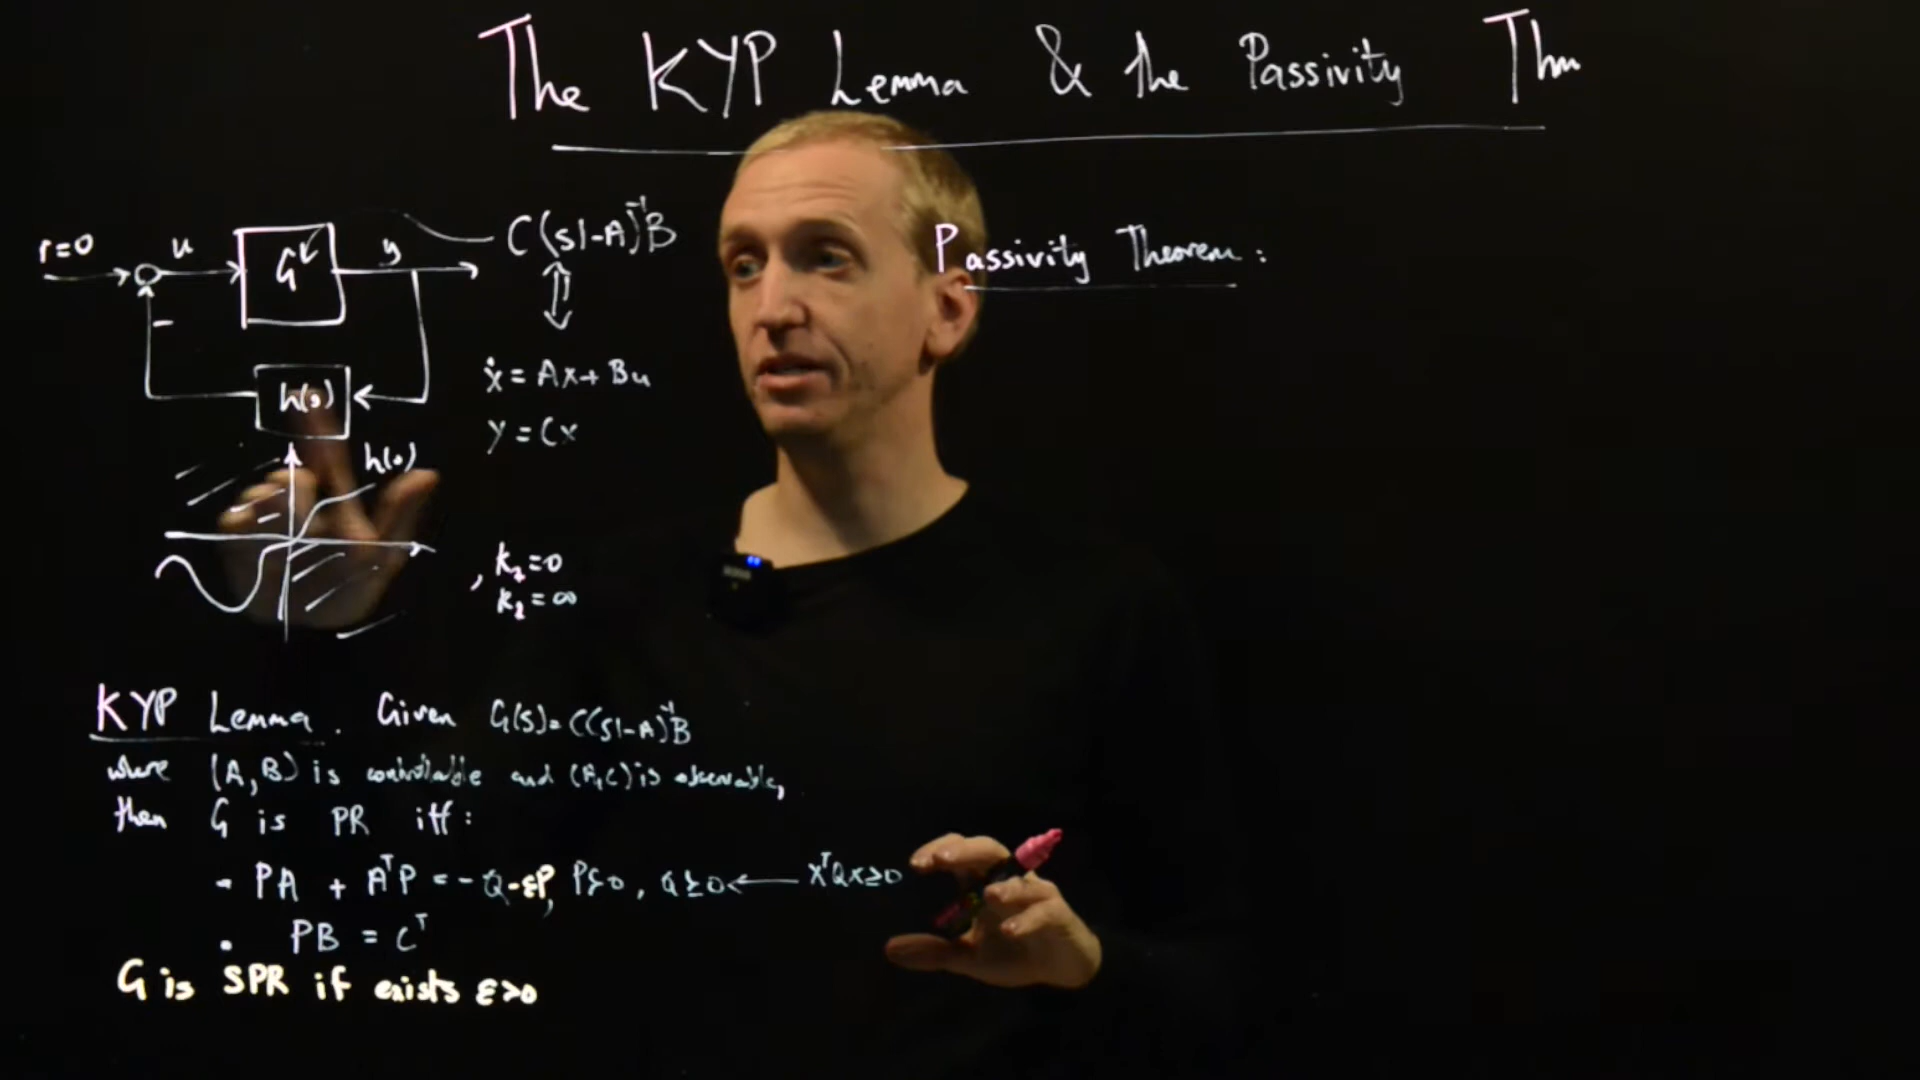 The KYP Lemma & the Passivity Thm
r=0
u
G
y
C(sI-A)⁻¹B
-
h(·)
ẋ = Ax + Bu
y = Cx
h(·)
, k₁=0
k₂=∞
Passivity Theorem:
KYP Lemma. Given G(s)=C(sI-A)⁻¹B
where (A,B) is controllable and (A,C) is observable,
then G is PR iff:
- PA + AᵀP = -Q-εP, P≻0, Q⪰0 ← xᵀQx≥0
. PB = Cᵀ
G is SPR if exists ε>0